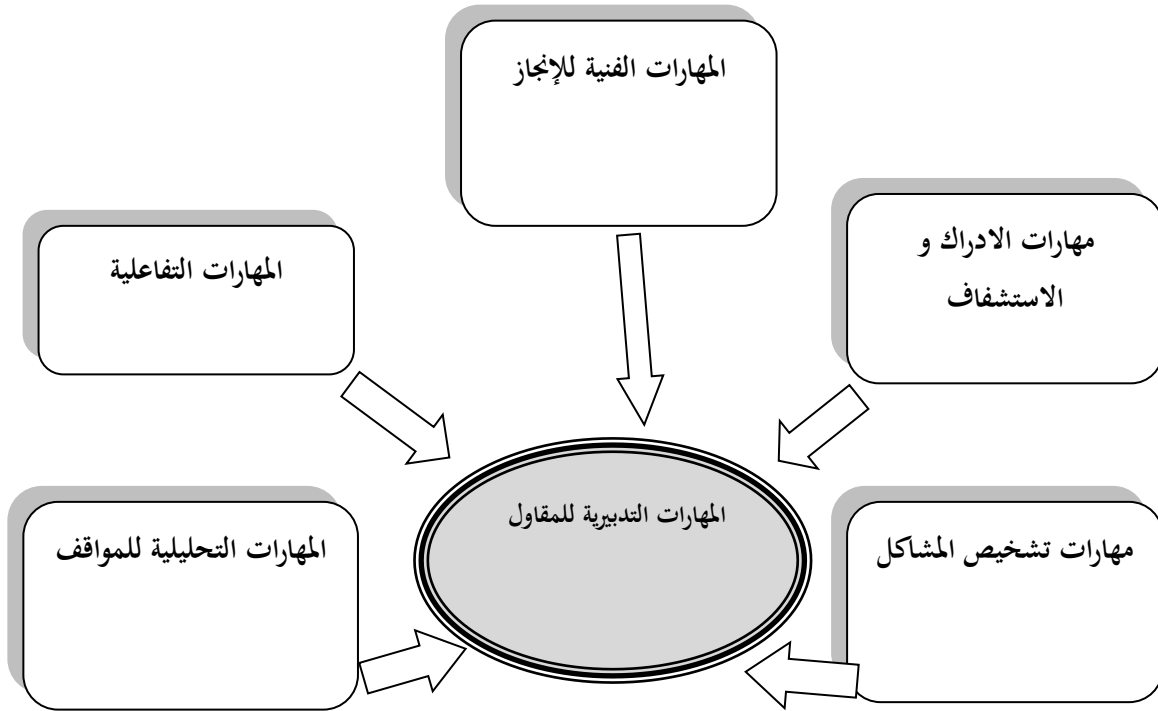 المهارات الفنية للإنجاز
مهارات الادراك و
الاستشفاف
المهارات التفاعلية
المهارات التدبيرية للمقاول
مهارات تشخيص المشاكل
المهارات التحليلية للمواقف